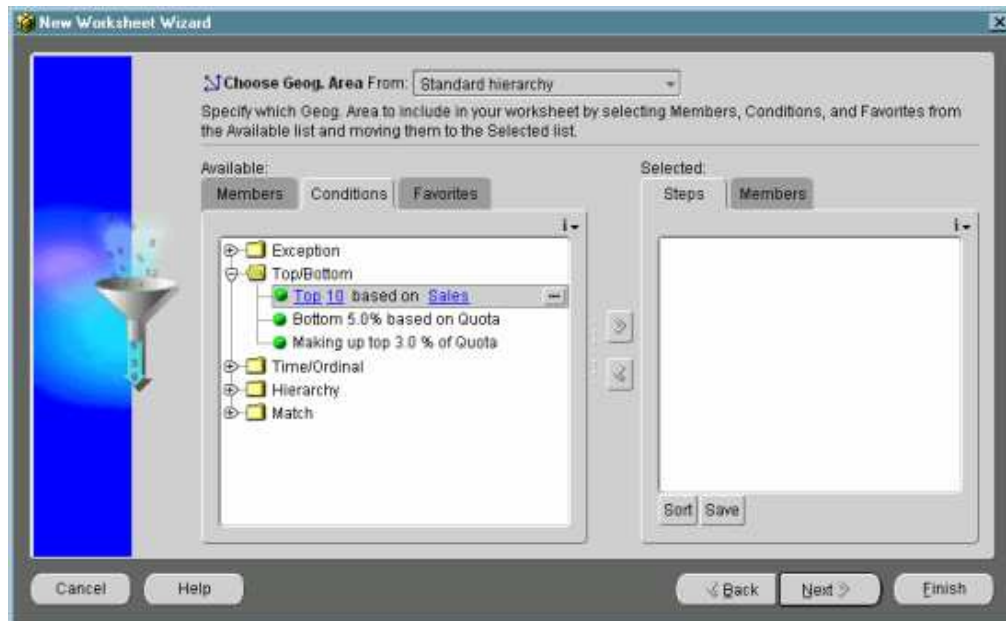 New Worksheet Wizard
Choose Geog. Area From: Standard hierarchy
Specify which Geog. Area to include in your worksheet by selecting Members, Conditions, and Favorites from
the Available list and moving them to the Selected list.
Available:
Members Conditions Favorites
Exception
Top/Bottom
Top 10 based on Sales
Bottom 5.0% based on Quota
Making up top 3.0 % of Quota
Time/Ordinal
Hierarchy
Match
Selected:
Steps Members
Sort Save
Cancel Help Back Next Finish